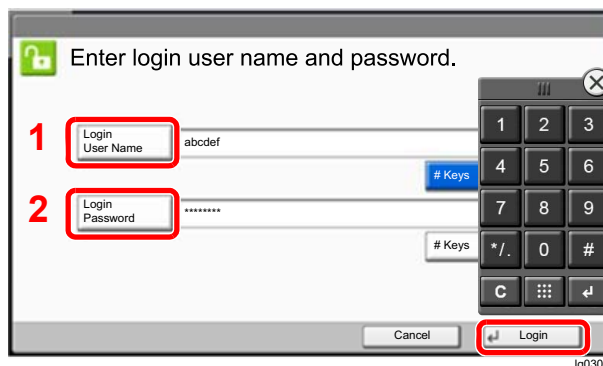 Enter login user name and password.
1
Login
User Name
abcdef
# Keys
2
Login
Password
********
# Keys
1 2 3
4 5 6
7 8 9
*/. 0 #
C
Cancel
Login